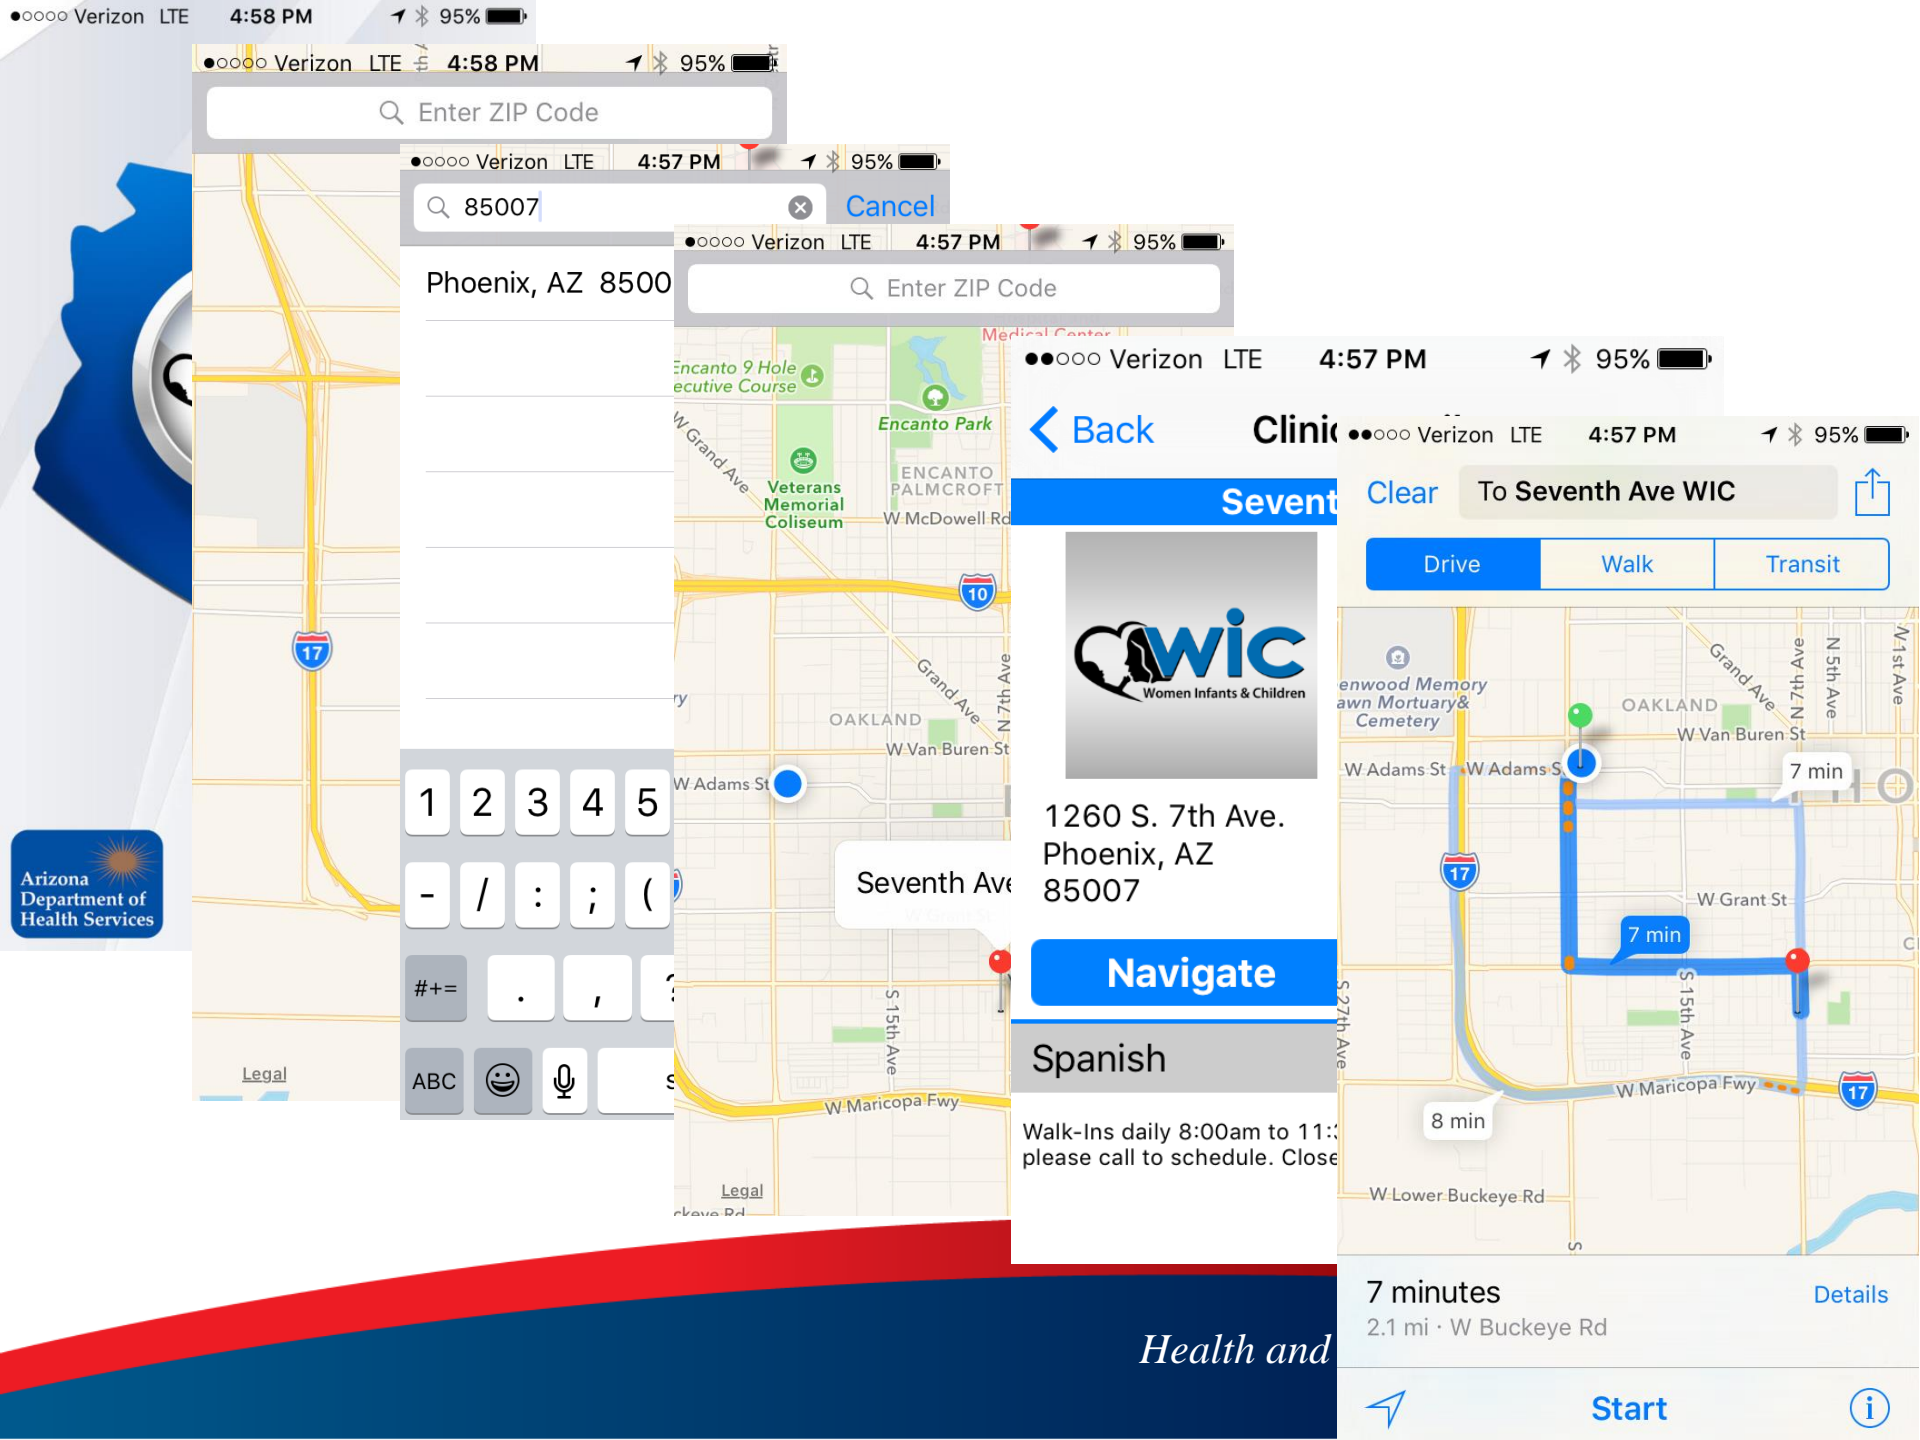 Verizon LTE 4:58 PM 95%
Arizona
Department of
Health Services
Verizon LTE 4:58 PM 95%
Enter ZIP Code
17
Legal
Verizon LTE 4:57 PM 95%
85007 Cancel
Phoenix, AZ 8500
1 2 3 4 5
- / : ; (
#+= . , ?
ABC s
Verizon LTE 4:57 PM 95%
Enter ZIP Code
Medical Center
Encanto 9 Hole
ecutive Course
Encanto Park
W Grand Ave
Veterans
Memorial
Coliseum
ENCANTO
PALMCROFT
W McDowell Rd
10
Grand Ave
N 7th Ave
OAKLAND
W Van Buren St
W Adams St
Seventh Ave
W Grant St
S 15th Ave
W Maricopa Fwy
Legal
ckeye Rd
Verizon LTE 4:57 PM 95%
Back Clinic
Sevent
WIC
Women Infants & Children
1260 S. 7th Ave.
Phoenix, AZ
85007
Navigate
Spanish
Walk-Ins daily 8:00am to 11:3
please call to schedule. Close
Verizon LTE 4:57 PM 95%
Clear To Seventh Ave WIC
Drive Walk Transit
enwood Memory
awn Mortuary&
Cemetery
Grand Ave
N 7th Ave
N 5th Ave
N 1st Ave
OAKLAND
W Van Buren St
W Adams St W Adams S
7 min
HO
17
W Grant St
7 min
S 27th Ave
S 15th Ave
W Maricopa Fwy
17
8 min
W Lower Buckeye Rd
S
7 minutes Details
2.1 mi · W Buckeye Rd
Start
Health and